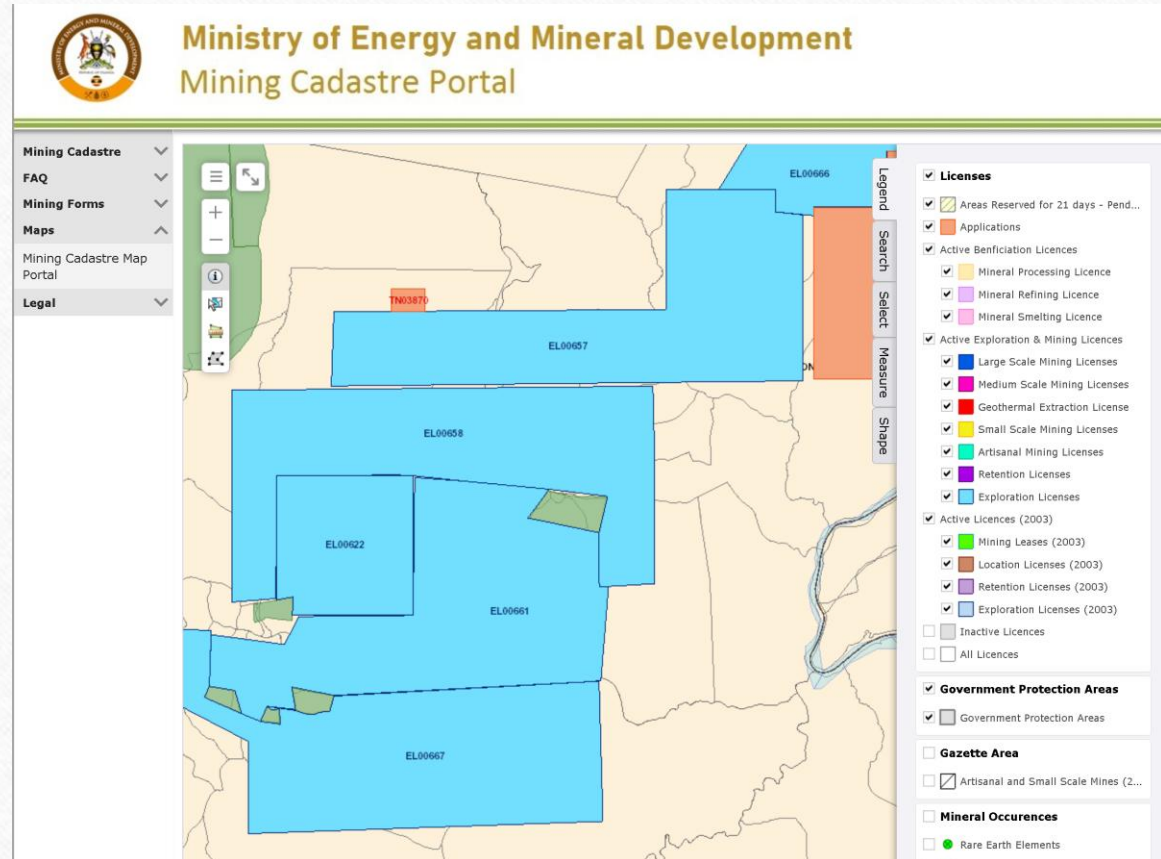 MINISTRY OF ENERGY AND MINERAL DEVELOPMENT
Ministry of Energy and Mineral Development
Mining Cadastre Portal
Mining Cadastre
FAQ
Mining Forms
Maps
Mining Cadastre Map
Portal
Legal
EL00666
TN03870
EL00657
EL00658
EL00622
EL00661
EL00667
Legend
Search
Select
Measure
Shape
Licenses
Areas Reserved for 21 days - Pend...
Applications
Active Benficiation Licences
Mineral Processing Licence
Mineral Refining Licence
Mineral Smelting Licence
Active Exploration & Mining Licences
Large Scale Mining Licenses
Medium Scale Mining Licenses
Geothermal Extraction License
Small Scale Mining Licenses
Artisanal Mining Licenses
Retention Licenses
Exploration Licenses
Active Licences (2003)
Mining Leases (2003)
Location Licenses (2003)
Retention Licenses (2003)
Exploration Licenses (2003)
Inactive Licences
All Licences
Government Protection Areas
Government Protection Areas
Gazette Area
Artisanal and Small Scale Mines (2...
Mineral Occurences
Rare Earth Elements